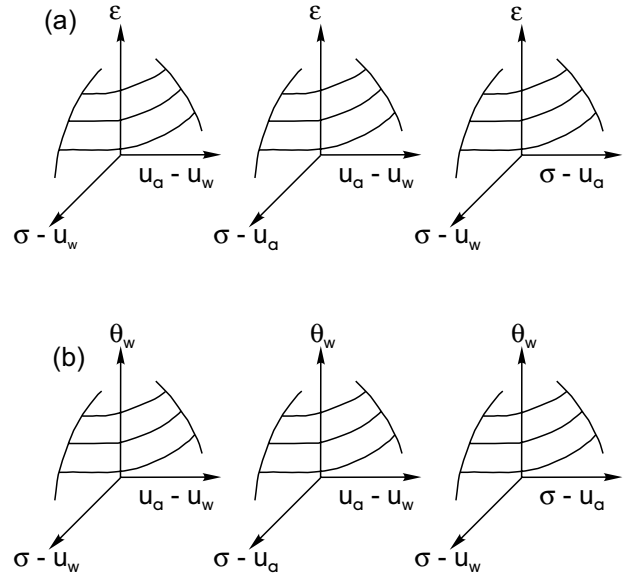 (a)
ε ε ε
u_a - u_w u_a - u_w σ - u_a
σ - u_w σ - u_a σ - u_w
(b)
θ_w θ_w θ_w
u_a - u_w u_a - u_w σ - u_a
σ - u_w σ - u_a σ - u_w